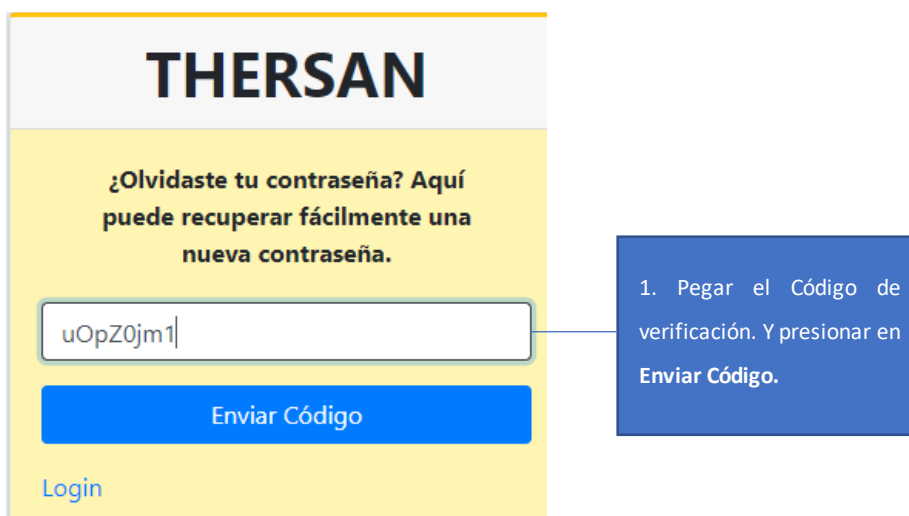 THERSAN
¿Olvidaste tu contraseña? Aquí
puede recuperar fácilmente una
nueva contraseña.
uOpZ0jm1
Enviar Código
Login
1. Pegar el Código de
verificación. Y presionar en
Enviar Código.